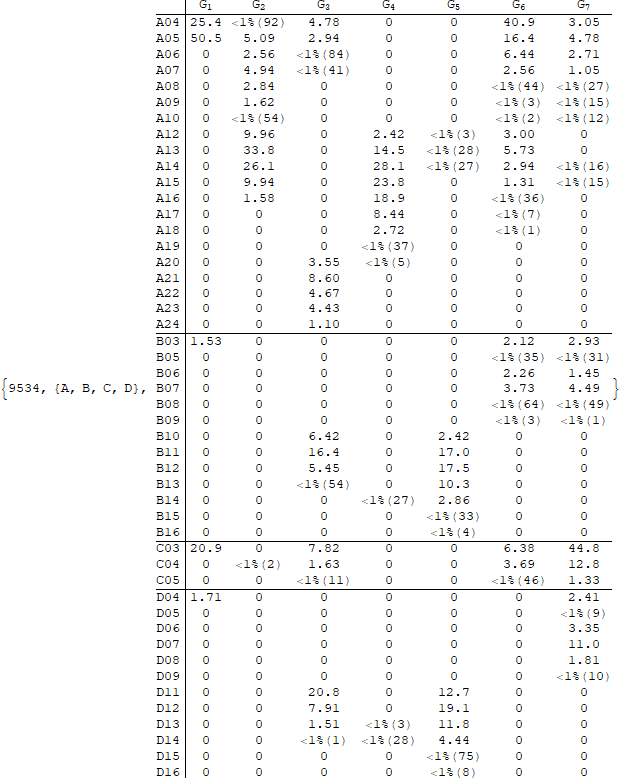 G1 G2 G3 G4 G5 G6 G7
A04 25.4 <1%(92) 4.78 0 0 40.9 3.05
A05 50.5 5.09 2.94 0 0 16.4 4.78
A06 0 2.56 <1%(84) 0 0 6.44 2.71
A07 0 4.94 <1%(41) 0 0 2.56 1.05
A08 0 2.84 0 0 0 <1%(44) <1%(27)
A09 0 1.62 0 0 0 <1%(3) <1%(15)
A10 0 <1%(54) 0 0 0 <1%(2) <1%(12)
A12 0 9.96 0 2.42 <1%(3) 3.00 0
A13 0 33.8 0 14.5 <1%(28) 5.73 0
A14 0 26.1 0 28.1 <1%(27) 2.94 <1%(16)
A15 0 9.94 0 23.8 0 1.31 <1%(15)
A16 0 1.58 0 18.9 0 <1%(36) 0
A17 0 0 0 8.44 0 <1%(7) 0
A18 0 0 0 2.72 0 <1%(1) 0
A19 0 0 0 <1%(37) 0 0 0
A20 0 0 3.55 <1%(5) 0 0 0
A21 0 0 8.60 0 0 0 0
A22 0 0 4.67 0 0 0 0
A23 0 0 4.43 0 0 0 0
A24 0 0 1.10 0 0 0 0
B03 1.53 0 0 0 0 2.12 2.93
B05 0 0 0 0 0 <1%(35) <1%(31)
B06 0 0 0 0 0 2.26 1.45
{9534, {A, B, C, D}, B07 0 0 0 0 0 3.73 4.49 }
B08 0 0 0 0 0 <1%(64) <1%(49)
B09 0 0 0 0 0 <1%(3) <1%(1)
B10 0 0 6.42 0 2.42 0 0
B11 0 0 16.4 0 17.0 0 0
B12 0 0 5.45 0 17.5 0 0
B13 0 0 <1%(54) 0 10.3 0 0
B14 0 0 0 <1%(27) 2.86 0 0
B15 0 0 0 0 <1%(33) 0 0
B16 0 0 0 0 <1%(4) 0 0
C03 20.9 0 7.82 0 0 6.38 44.8
C04 0 <1%(2) 1.63 0 0 3.69 12.8
C05 0 0 <1%(11) 0 0 <1%(46) 1.33
D04 1.71 0 0 0 0 0 2.41
D05 0 0 0 0 0 0 <1%(9)
D06 0 0 0 0 0 0 3.35
D07 0 0 0 0 0 0 11.0
D08 0 0 0 0 0 0 1.81
D09 0 0 0 0 0 0 <1%(10)
D11 0 0 20.8 0 12.7 0 0
D12 0 0 7.91 0 19.1 0 0
D13 0 0 1.51 <1%(3) 11.8 0 0
D14 0 0 <1%(1) <1%(28) 4.44 0 0
D15 0 0 0 0 <1%(75) 0 0
D16 0 0 0 0 <1%(8) 0 0